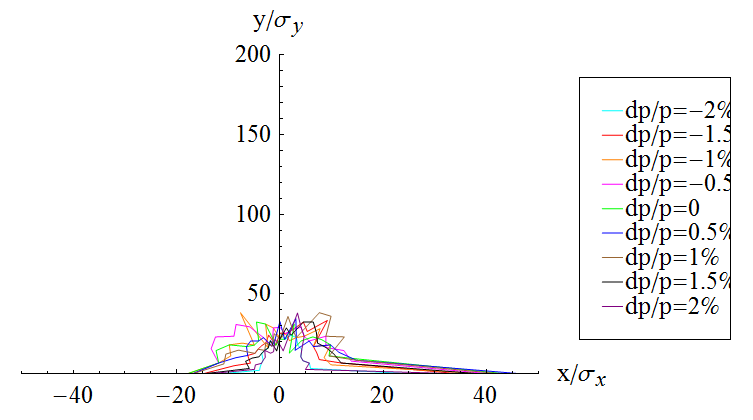 y/σy
200
150
100
50
−40
−20
0
20
40
x/σx
dp/p=−2%
dp/p=−1.5
dp/p=−1%
dp/p=−0.5
dp/p=0
dp/p=0.5%
dp/p=1%
dp/p=1.5%
dp/p=2%